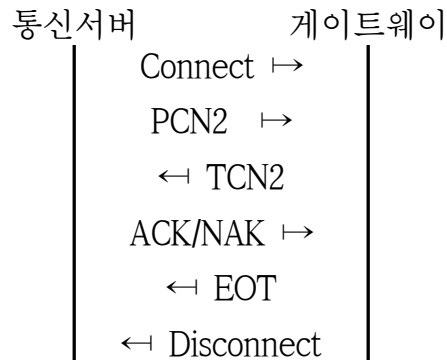 통신서버 게이트웨이
Connect ↦
PCN2 ↦
↤ TCN2
ACK/NAK ↦
↤ EOT
↤ Disconnect